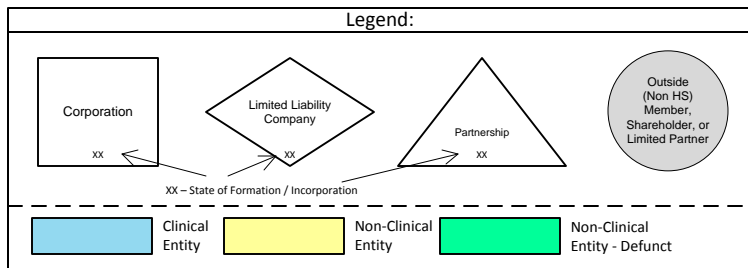 Legend:
Corporation
XX
Limited Liability
Company
XX
Partnership
XX
Outside
(Non HS)
Member,
Shareholder, or
Limited Partner
XX – State of Formation / Incorporation
Clinical
Entity
Non-Clinical
Entity
Non-Clinical
Entity - Defunct